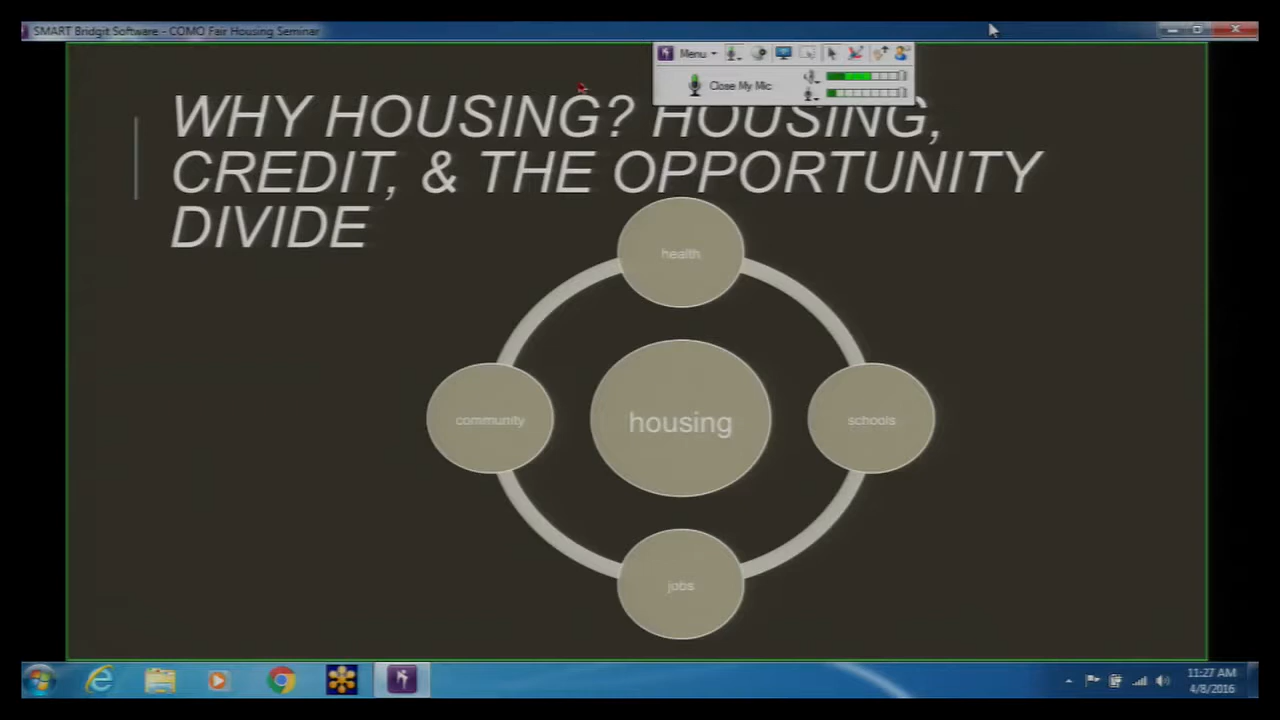 SMART Bridgit Software - COMO Fair Housing Seminar
Menu
Close My Mic
WHY HOUSING? HOUSING,
CREDIT, & THE OPPORTUNITY
DIVIDE
health
community
housing
schools
jobs
11:27 AM
4/8/2016